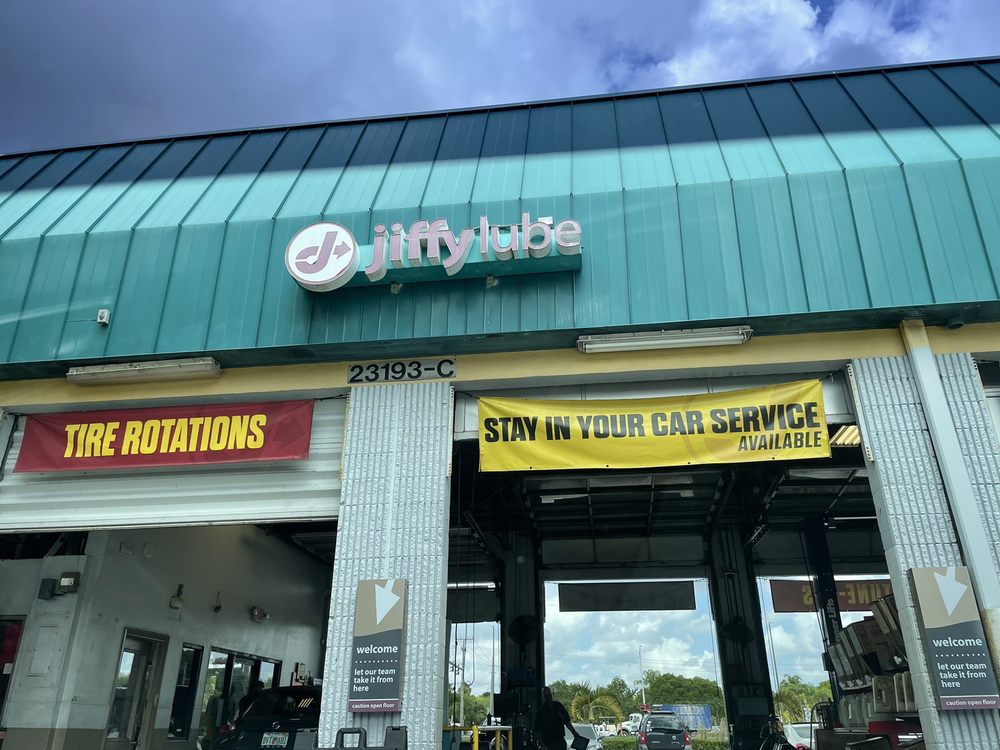 jiffy lube
23193-C
TIRE ROTATIONS
STAY IN YOUR CAR SERVICE
AVAILABLE
welcome
let our team
take it from
here
caution open floor
welcome
let our team
take it from
here
caution open floor